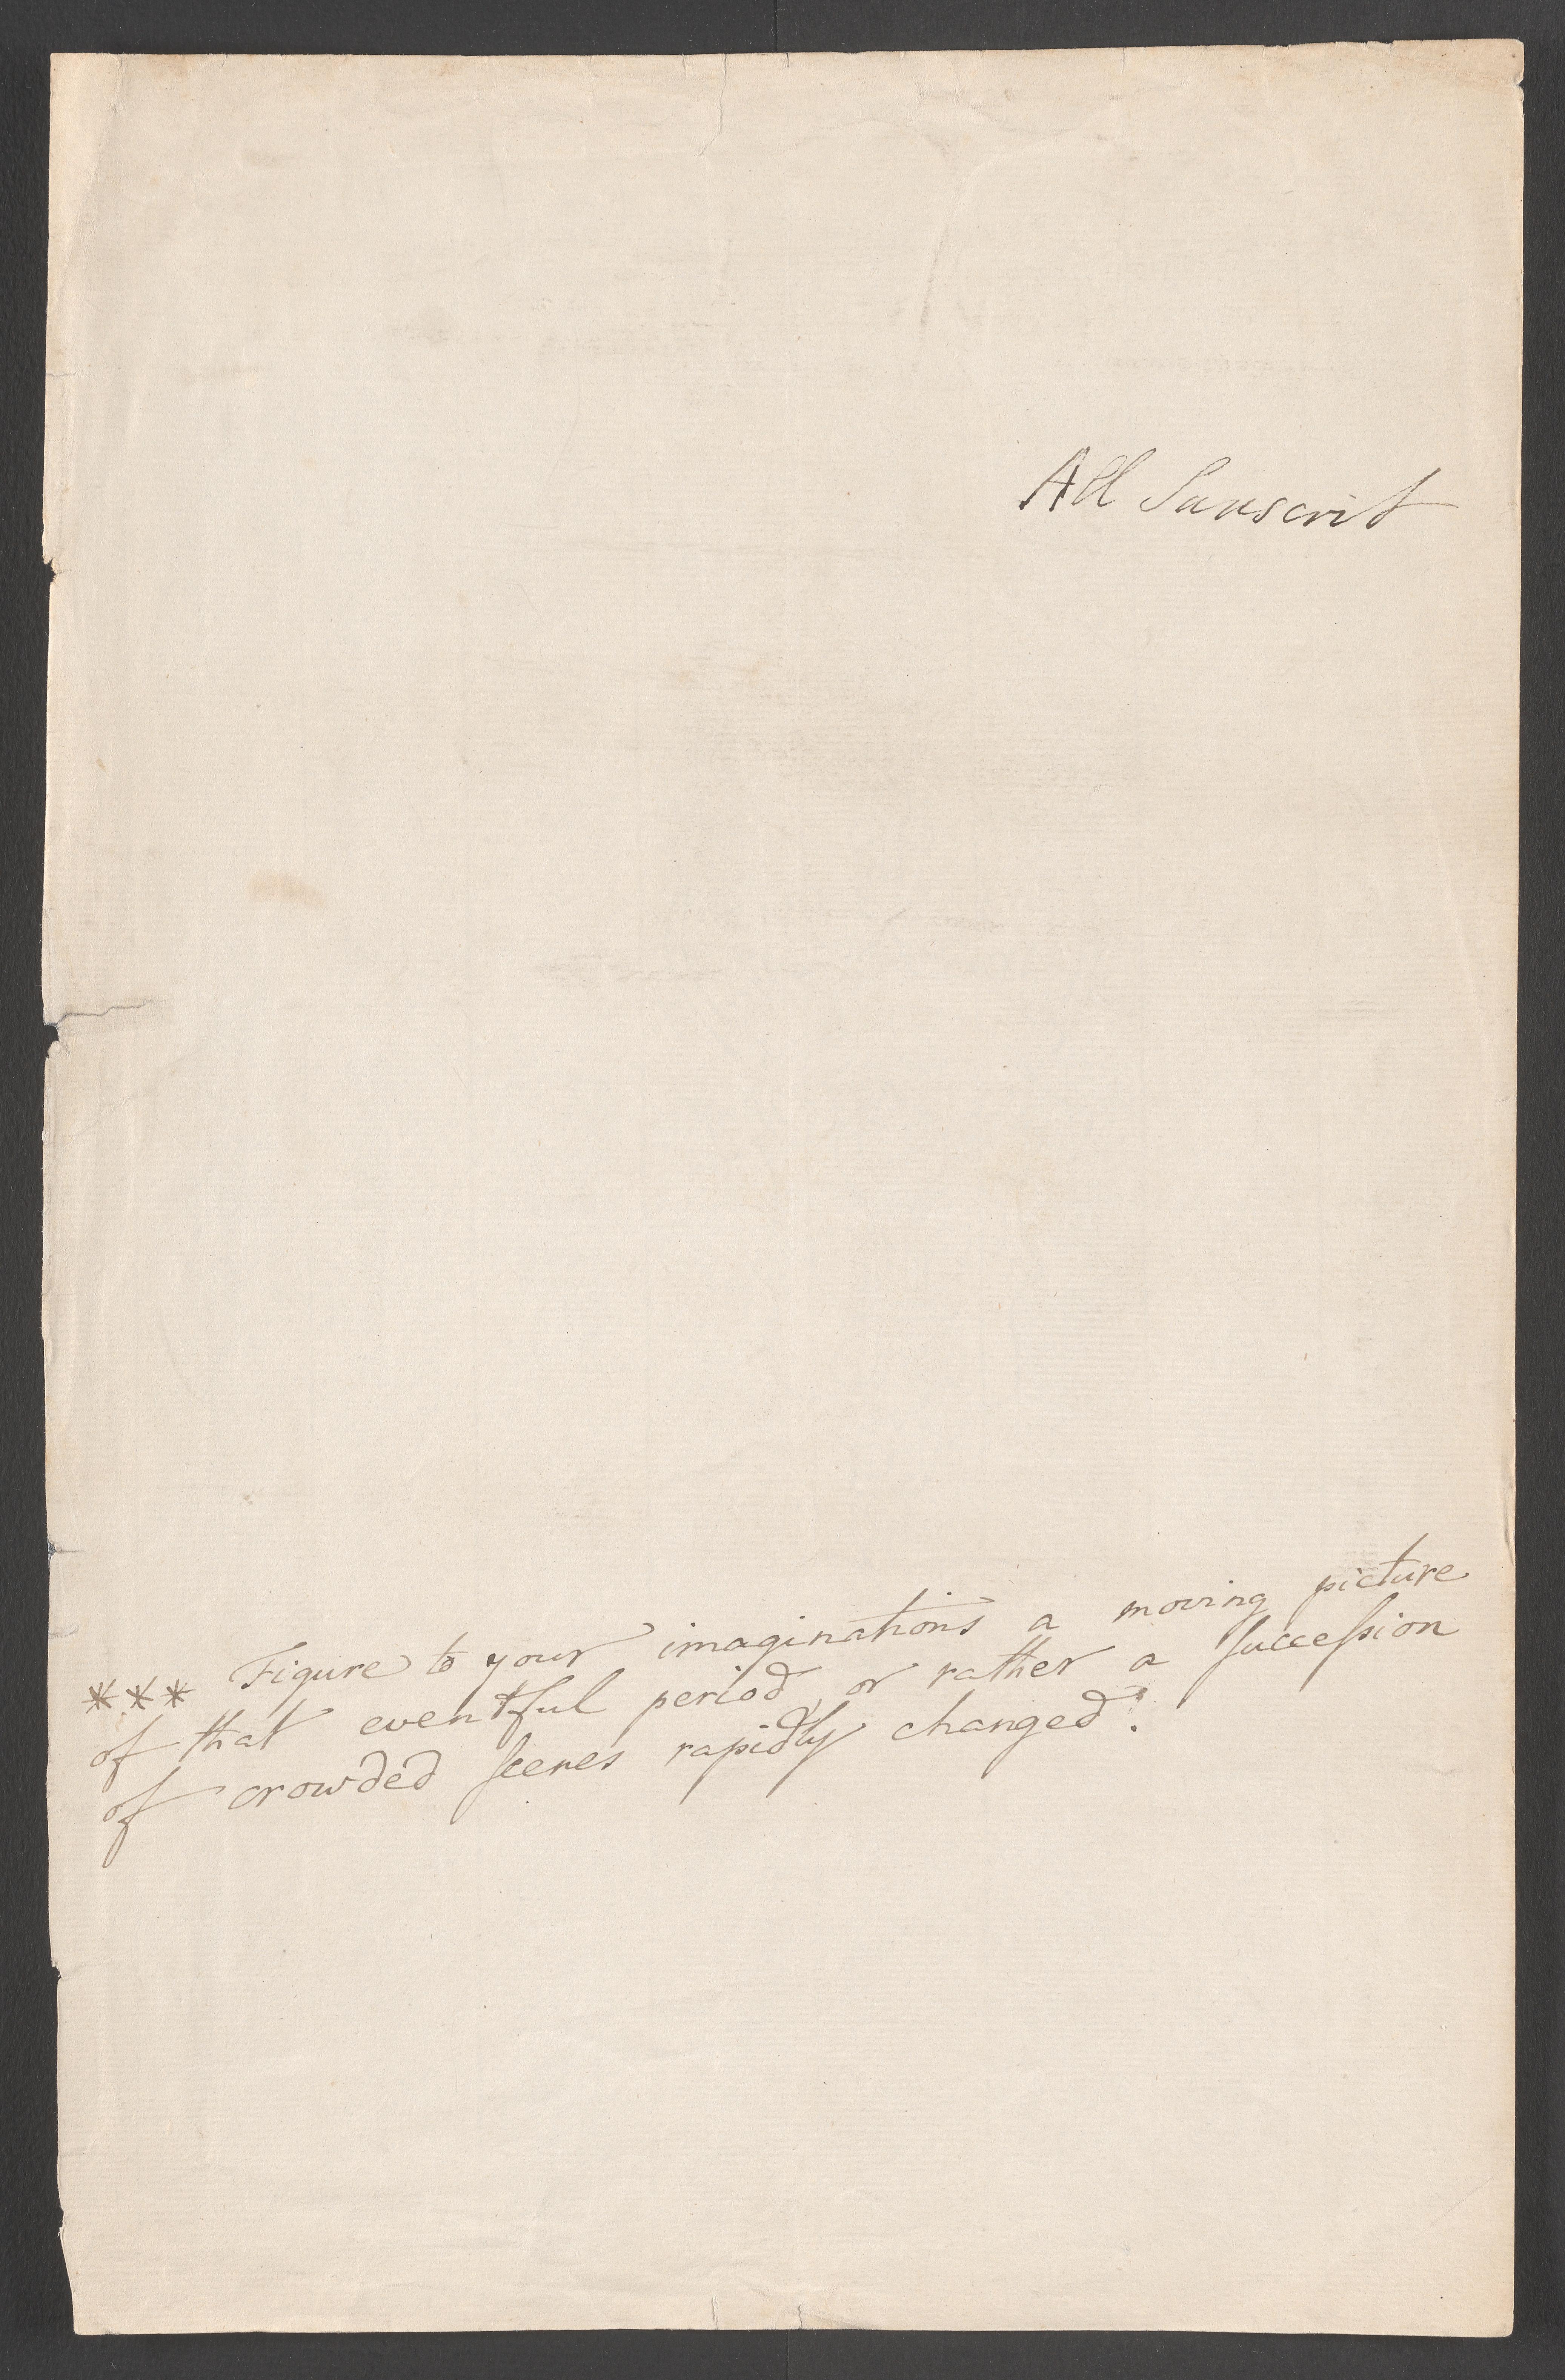 All Sanscrit
*** Figure to your imaginations a moving picture
of that eventful period, or rather a ſucceſsion
of crowded ſcenes rapidly changed!